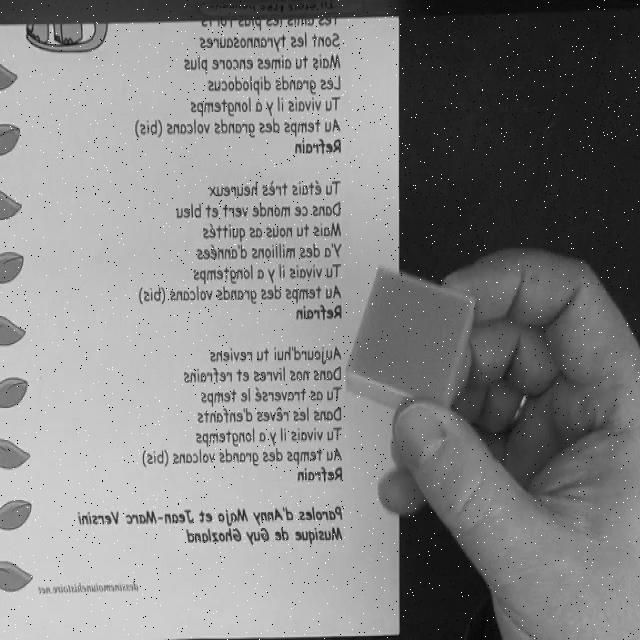 Tes amis les plus forts
Sont les tyrannosaures
Mais tu aimes encore plus
Les grands diplodocus
Tu vivais il y a longtemps
Au temps des grands volcans (bis)
Refrain
Tu étais très heureux
Dans ce monde vert et bleu
Mais tu nous as quittés
Y'a des millions d'années
Tu vivais il y a longtemps
Au temps des grands volcans (bis)
Refrain
Aujourd'hui tu reviens
Dans nos livres et refrains
Tu as traversé le temps
Dans les rêves d'enfants
Tu vivais il y a longtemps
Au temps des grands volcans (bis)
Refrain
Paroles d'Anny Maja et Jean-Marc Versini
Musique de Guy Ghozland
dessinemoiunehistoire.net